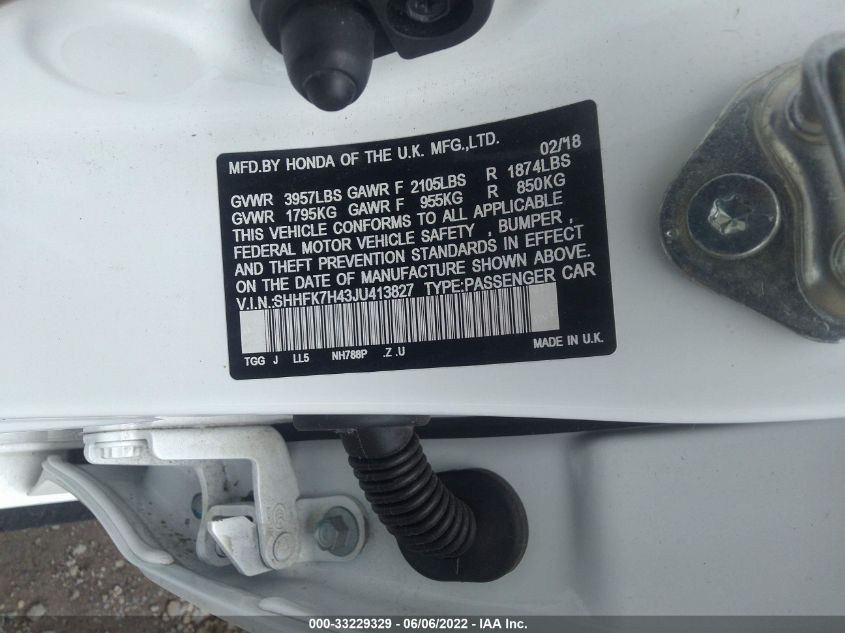 MFD.BY HONDA OF THE U.K. MFG.,LTD. 02/'18
GVWR 3957LBS GAWR F 2105LBS R 1874LBS
GVWR 1795KG GAWR F 955KG R 850KG
THIS VEHICLE CONFORMS TO ALL APPLICABLE
FEDERAL MOTOR VEHICLE SAFETY , BUMPER ,
AND THEFT PREVENTION STANDARDS IN EFFECT
ON THE DATE OF MANUFACTURE SHOWN ABOVE.
V.I.N.:SHHFK7H43JU413827 TYPE:PASSENGER CAR
TGG J LL5 NH788P .Z .U MADE IN U.K.
000-33229329 - 06/06/2022 - IAA Inc.